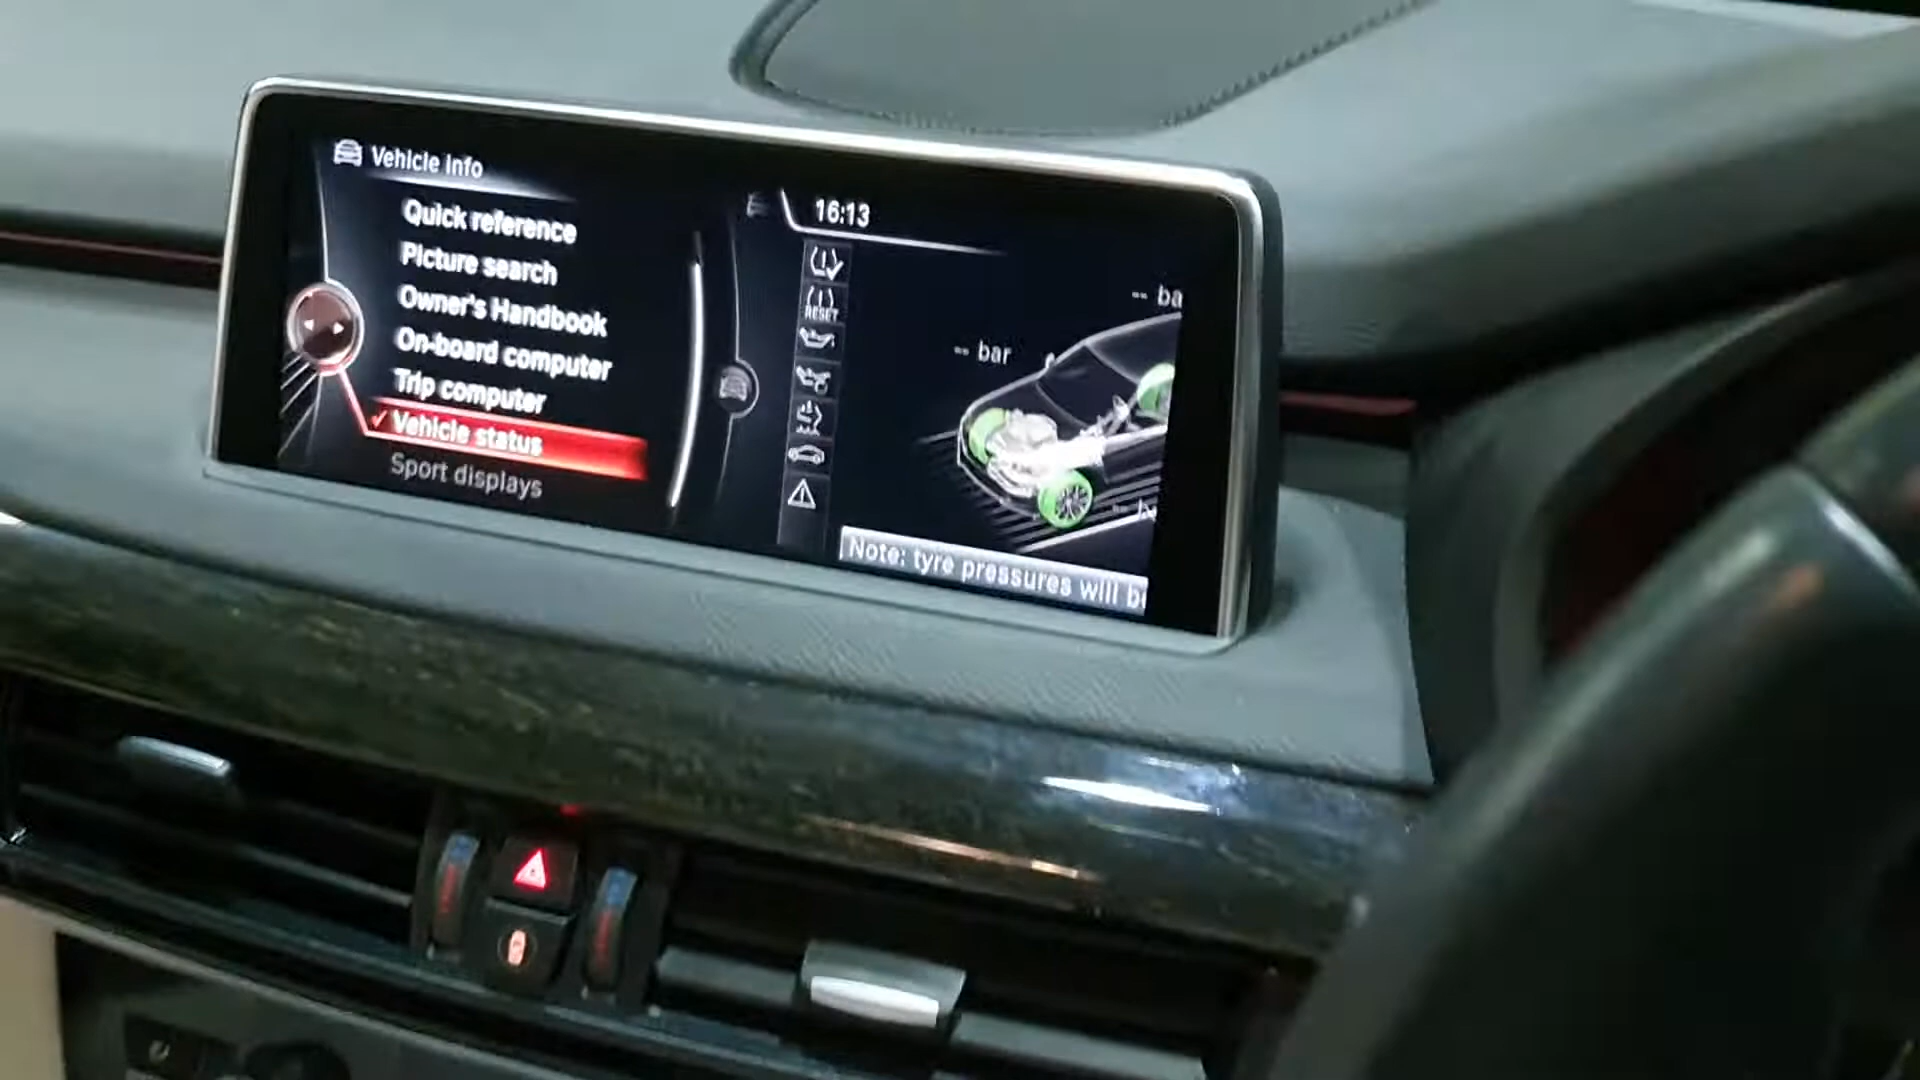 Vehicle info
Quick reference
Picture search
Owner's Handbook
On-board computer
Trip computer
Vehicle status
Sport displays
16:13
RESET
-- ba
-- bar
Note: tyre pressures will b